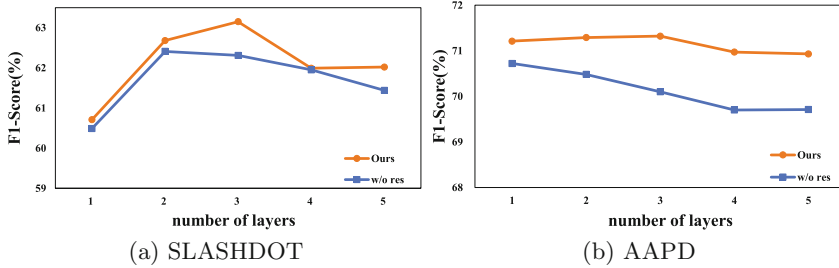 F1-Score(%)
63
62
61
60
59
1 2 3 4 5
number of layers
Ours
w/o res
(a) SLASHDOT
F1-Score(%)
72
71
70
69
68
1 2 3 4 5
number of layers
Ours
w/o res
(b) AAPD